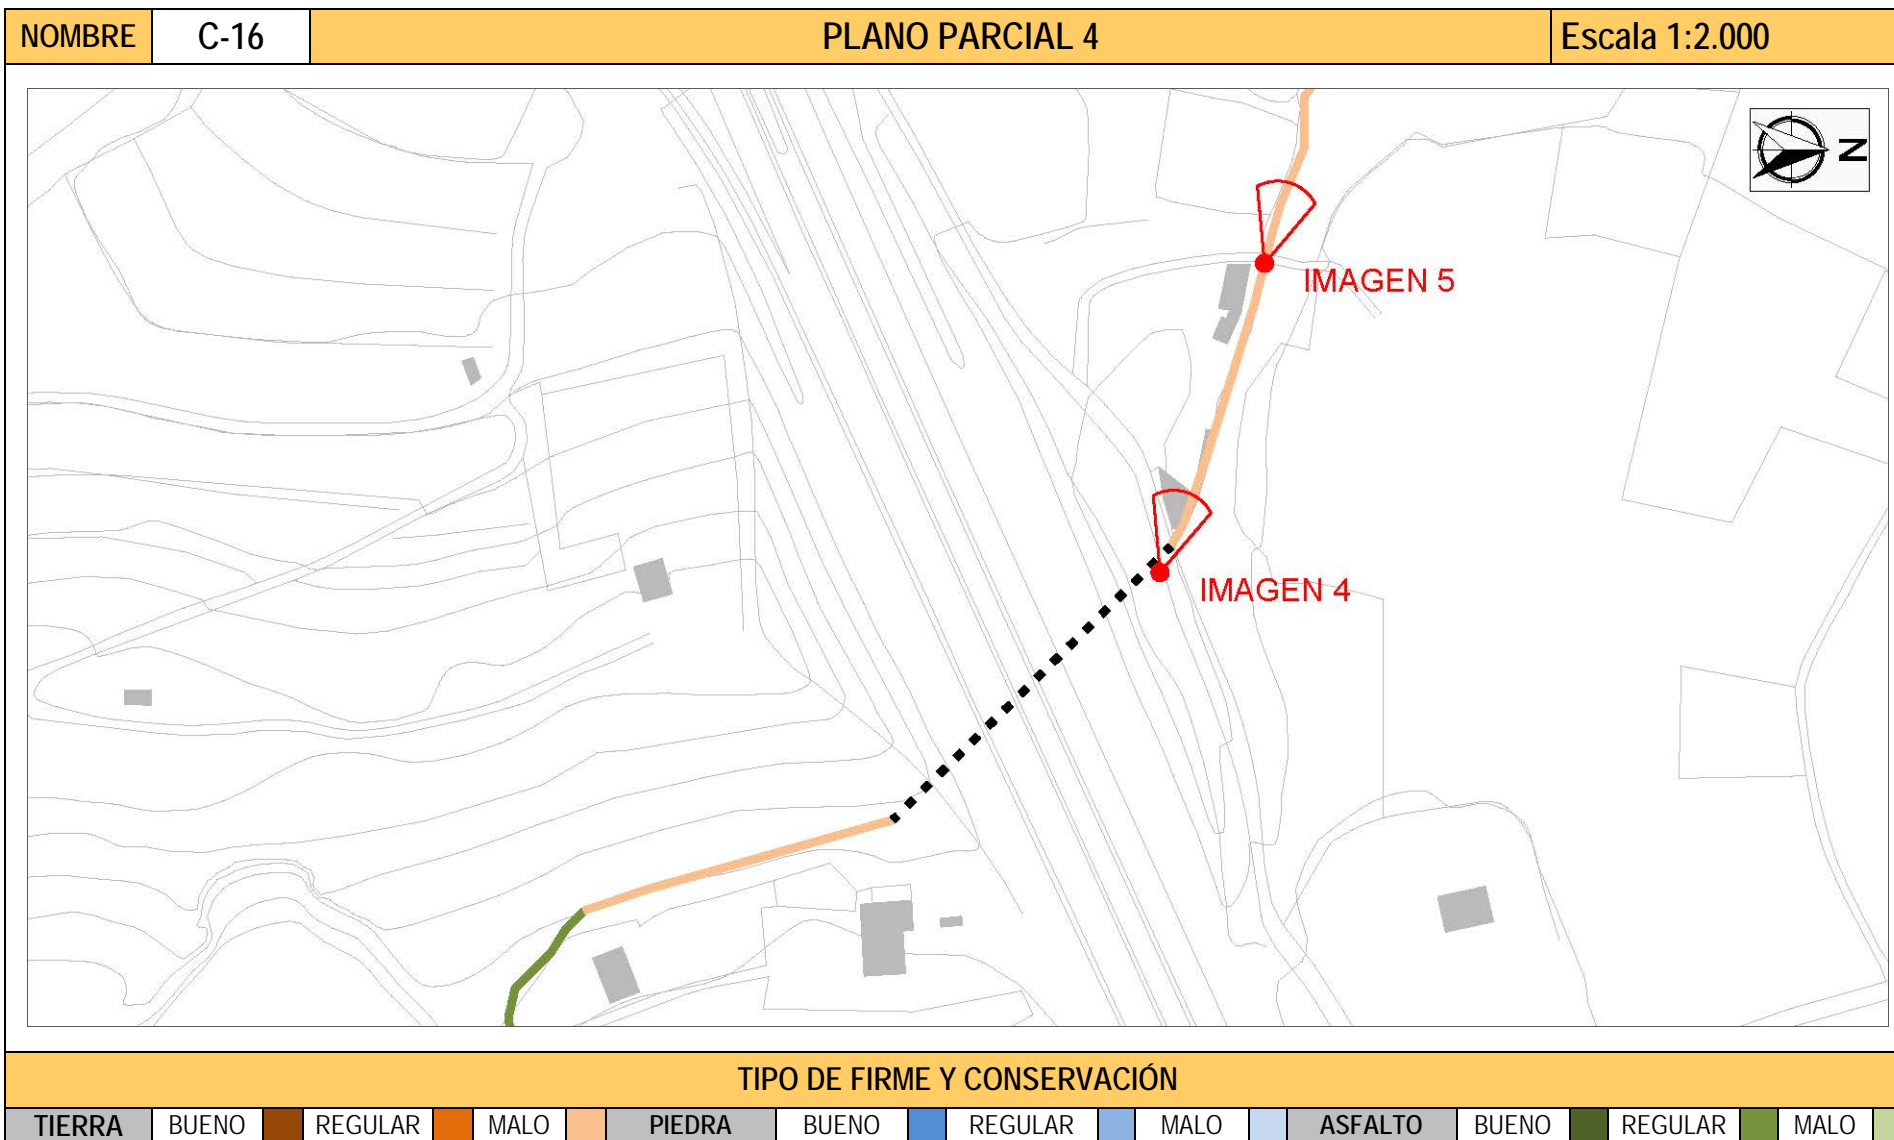 NOMBRE C-16 PLANO PARCIAL 4 Escala 1:2.000
N
IMAGEN 5
IMAGEN 4
TIPO DE FIRME Y CONSERVACIÓN
TIERRA BUENO REGULAR MALO PIEDRA BUENO REGULAR MALO ASFALTO BUENO REGULAR MALO